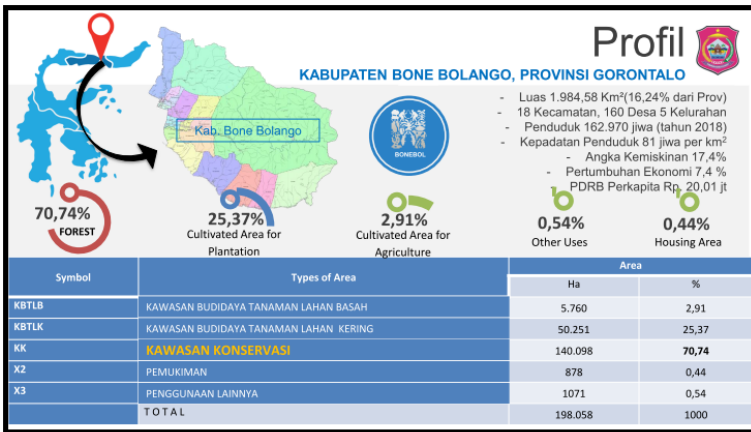 Profil
KABUPATEN BONE BOLANGO, PROVINSI GORONTALO
- Luas 1.984,58 Km²(16,24% dari Prov)
- 18 Kecamatan, 160 Desa 5 Kelurahan
- Penduduk 162.970 jiwa (tahun 2018)
- Kepadatan Penduduk 81 jiwa per km²
- Angka Kemiskinan 17,4%
- Pertumbuhan Ekonomi 7,4 %
PDRB Perkapita Rp. 20,01 jt
Kab. Bone Bolango
BONEBOL
70,74%
FOREST
25,37%
Cultivated Area for
Plantation
2,91%
Cultivated Area for
Agriculture
0,54%
Other Uses
0,44%
Housing Area
Symbol Types of Area Area
Ha %
KBTLB KAWASAN BUDIDAYA TANAMAN LAHAN BASAH 5.760 2,91
KBTLK KAWASAN BUDIDAYA TANAMAN LAHAN KERING 50.251 25,37
KK KAWASAN KONSERVASI 140.098 70,74
X2 PEMUKIMAN 878 0,44
X3 PENGGUNAAN LAINNYA 1071 0,54
T O T A L 198.058 1000